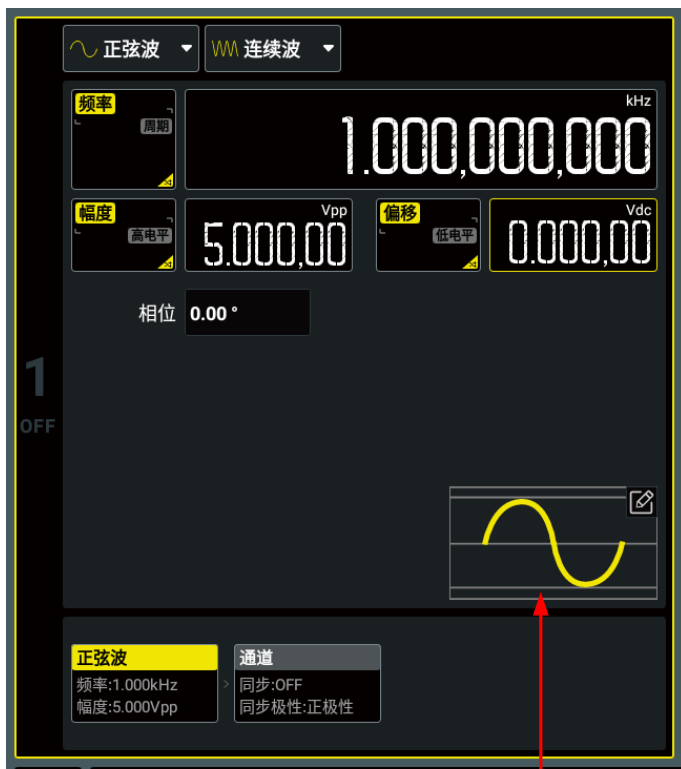 正弦波 连续波
频率 周期 kHz
1.000,000,000
幅度 高电平 Vpp 偏移 低电平 Vdc
5.000,00 0.000,00
相位 0.00 °
1
OFF
正弦波 通道
频率:1.000kHz > 同步:OFF
幅度:5.000Vpp 同步极性:正极性